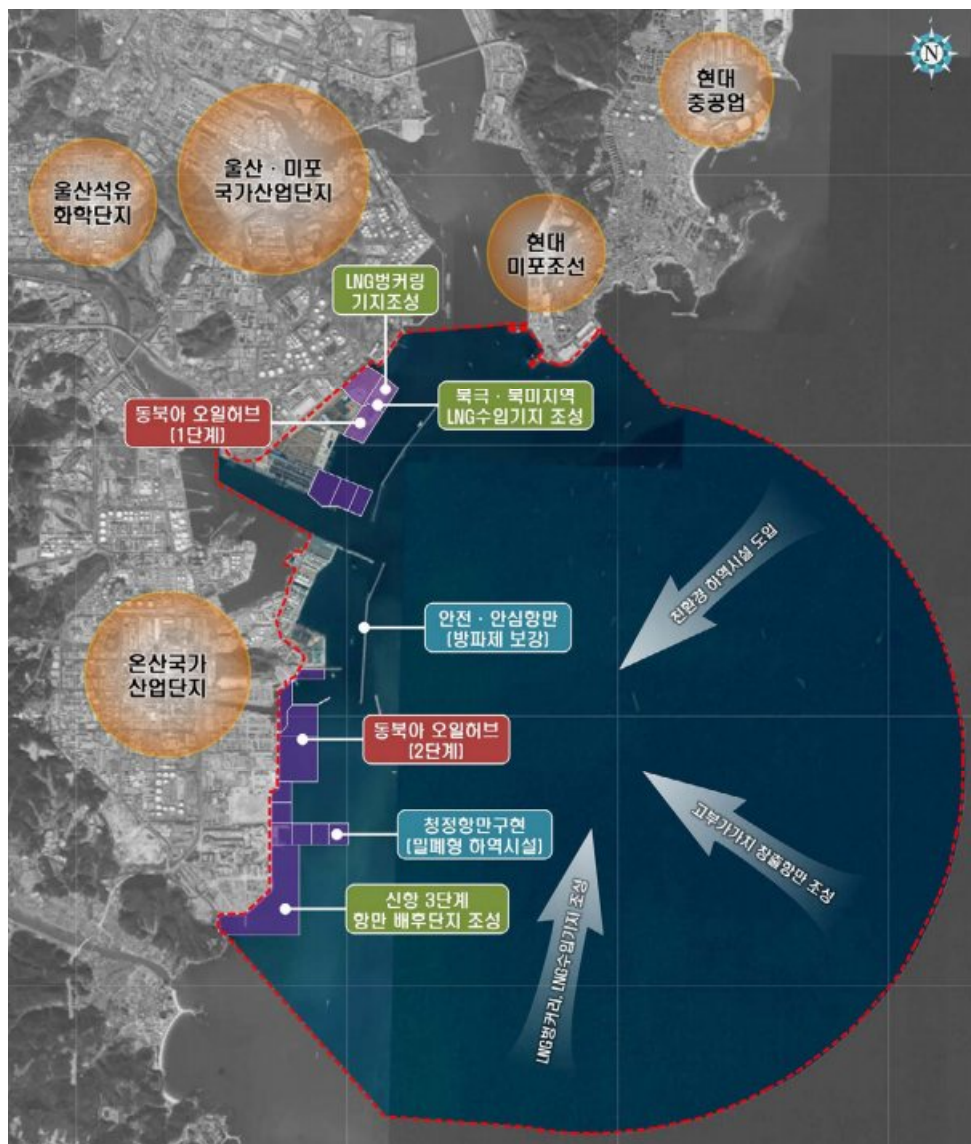 N
현대
중공업
울산석유
화학단지
울산 · 미포
국가산업단지
현대
미포조선
LNG벙커링
기지조성
북극 · 북미지역
LNG수입기지 조성
동북아 오일허브
(1단계)
친환경 하역시설 도입
안전 · 안심항만
(방파제 보강)
온산국가
산업단지
동북아 오일허브
(2단계)
청정항만구현
(밀폐형 하역시설)
고부가가치 창출항만 조성
신항 3단계
항만 배후단지 조성
LNG벙커리, LNG수입기지 조성